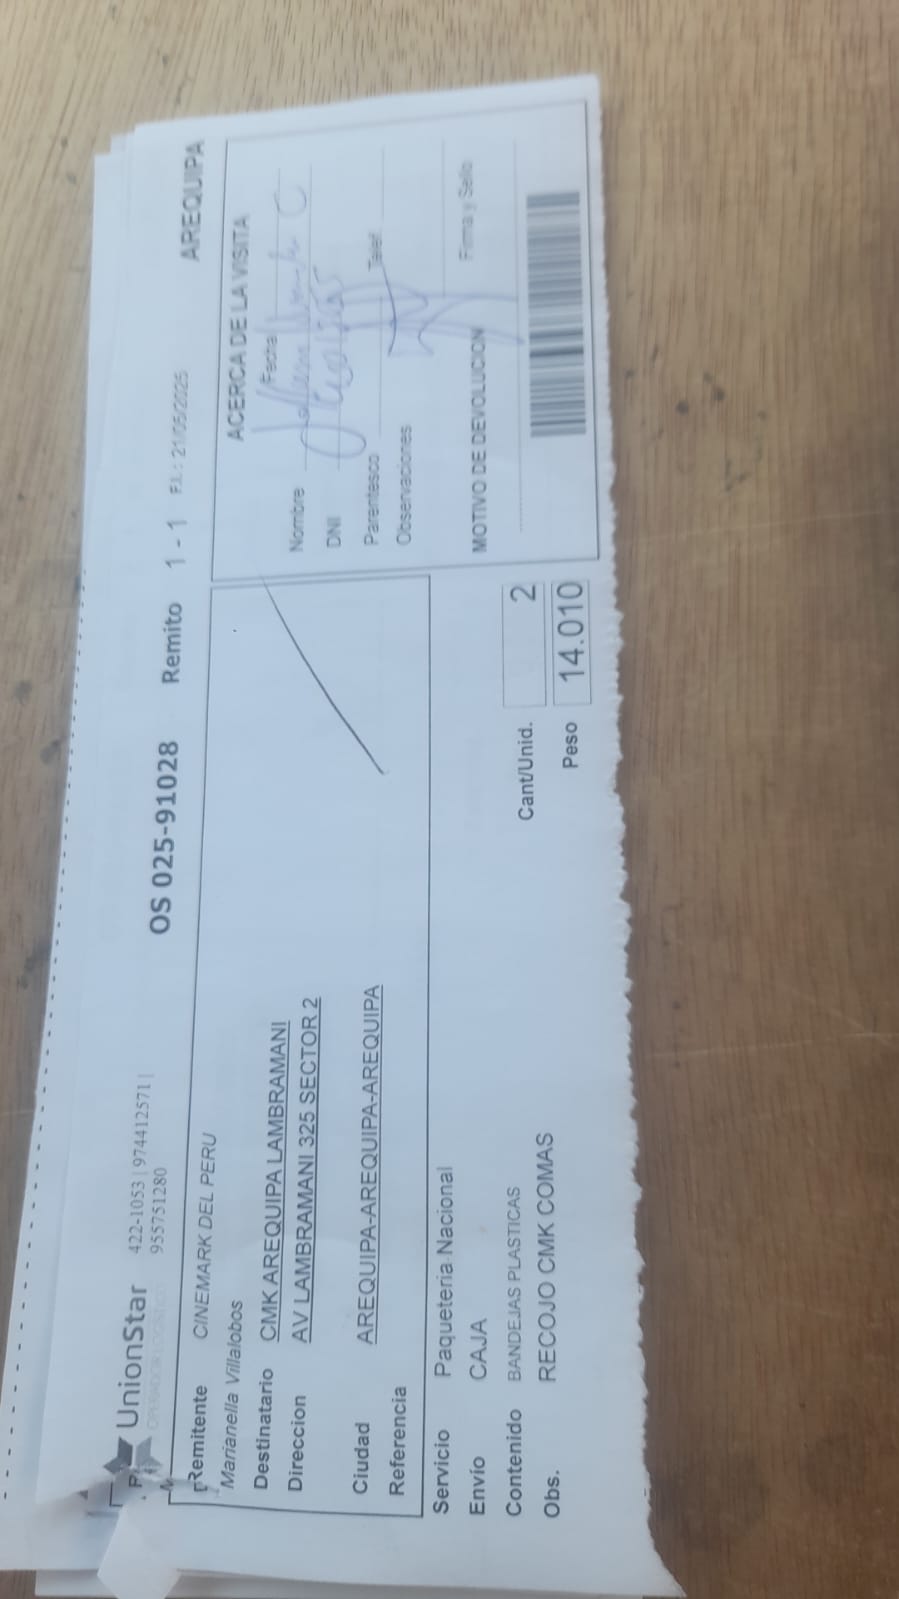 UnionStar 422-1053 | 974412571 |
955751280
OPERADOR LOGISTICO
OS 025-91028 Remito 1 - 1 F.I.: 21/05/2025 AREQUIPA
Remitente CINEMARK DEL PERU
Marianella Villalobos
Destinatario CMK AREQUIPA LAMBRAMANI
Direccion AV LAMBRAMANI 325 SECTOR 2
Ciudad AREQUIPA-AREQUIPA-AREQUIPA
Referencia
Servicio Paqueteria Nacional
Envío CAJA
Contenido BANDEJAS PLASTICAS
Obs. RECOJO CMK COMAS
Cant/Unid. 2
Peso 14.010
ACERCA DE LA VISITA
Fecha
Nombre
DNI
Parentesco Telef.
Observaciones
Firma y Sello
MOTIVO DE DEVOLUCION